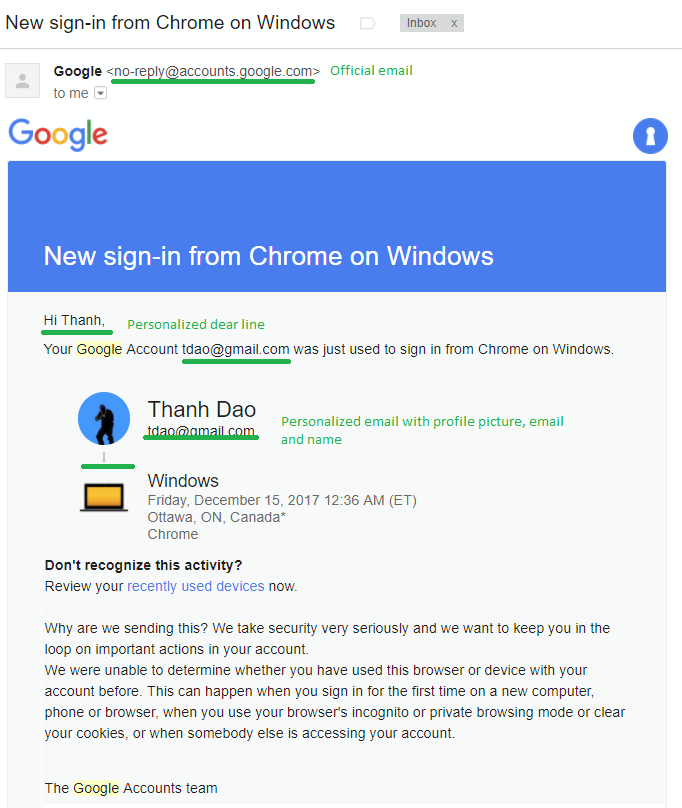 New sign-in from Chrome on Windows Inbox x
Google <no-reply@accounts.google.com> Official email
to me
Google
New sign-in from Chrome on Windows
Hi Thanh, Personalized dear line
Your Google Account tdao@gmail.com was just used to sign in from Chrome on Windows.
Thanh Dao
tdao@gmail.com
Personalized email with profile picture, email
and name
Windows
Friday, December 15, 2017 12:36 AM (ET)
Ottawa, ON, Canada*
Chrome
Don't recognize this activity?
Review your recently used devices now.
Why are we sending this? We take security very seriously and we want to keep you in the
loop on important actions in your account.
We were unable to determine whether you have used this browser or device with your
account before. This can happen when you sign in for the first time on a new computer,
phone or browser, when you use your browser's incognito or private browsing mode or clear
your cookies, or when somebody else is accessing your account.
The Google Accounts team